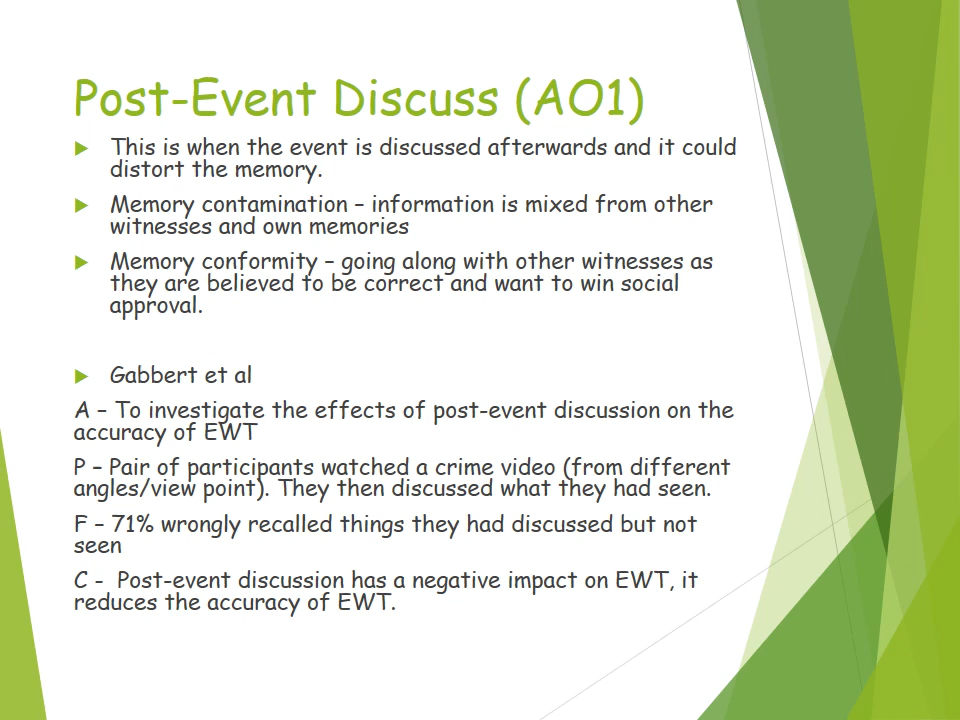 Post-Event Discuss (AO1)
This is when the event is discussed afterwards and it could
distort the memory.
Memory contamination – information is mixed from other
witnesses and own memories
Memory conformity – going along with other witnesses as
they are believed to be correct and want to win social
approval.
Gabbert et al
A – To investigate the effects of post-event discussion on the
accuracy of EWT
P – Pair of participants watched a crime video (from different
angles/view point). They then discussed what they had seen.
F – 71% wrongly recalled things they had discussed but not
seen
C -  Post-event discussion has a negative impact on EWT, it
reduces the accuracy of EWT.